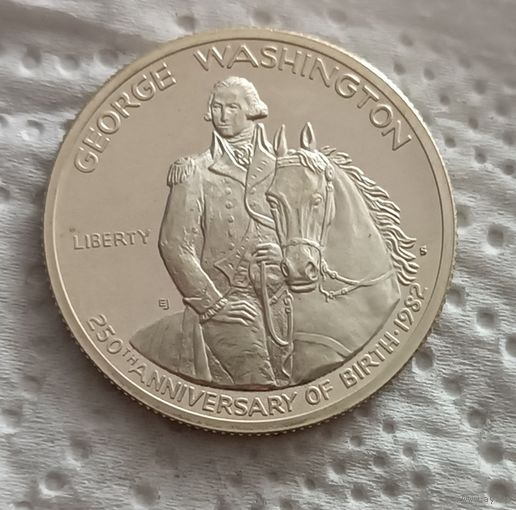 GEORGE WASHINGTON
LIBERTY
S
EJ
250TH ANNIVERSARY OF BIRTH · 1982